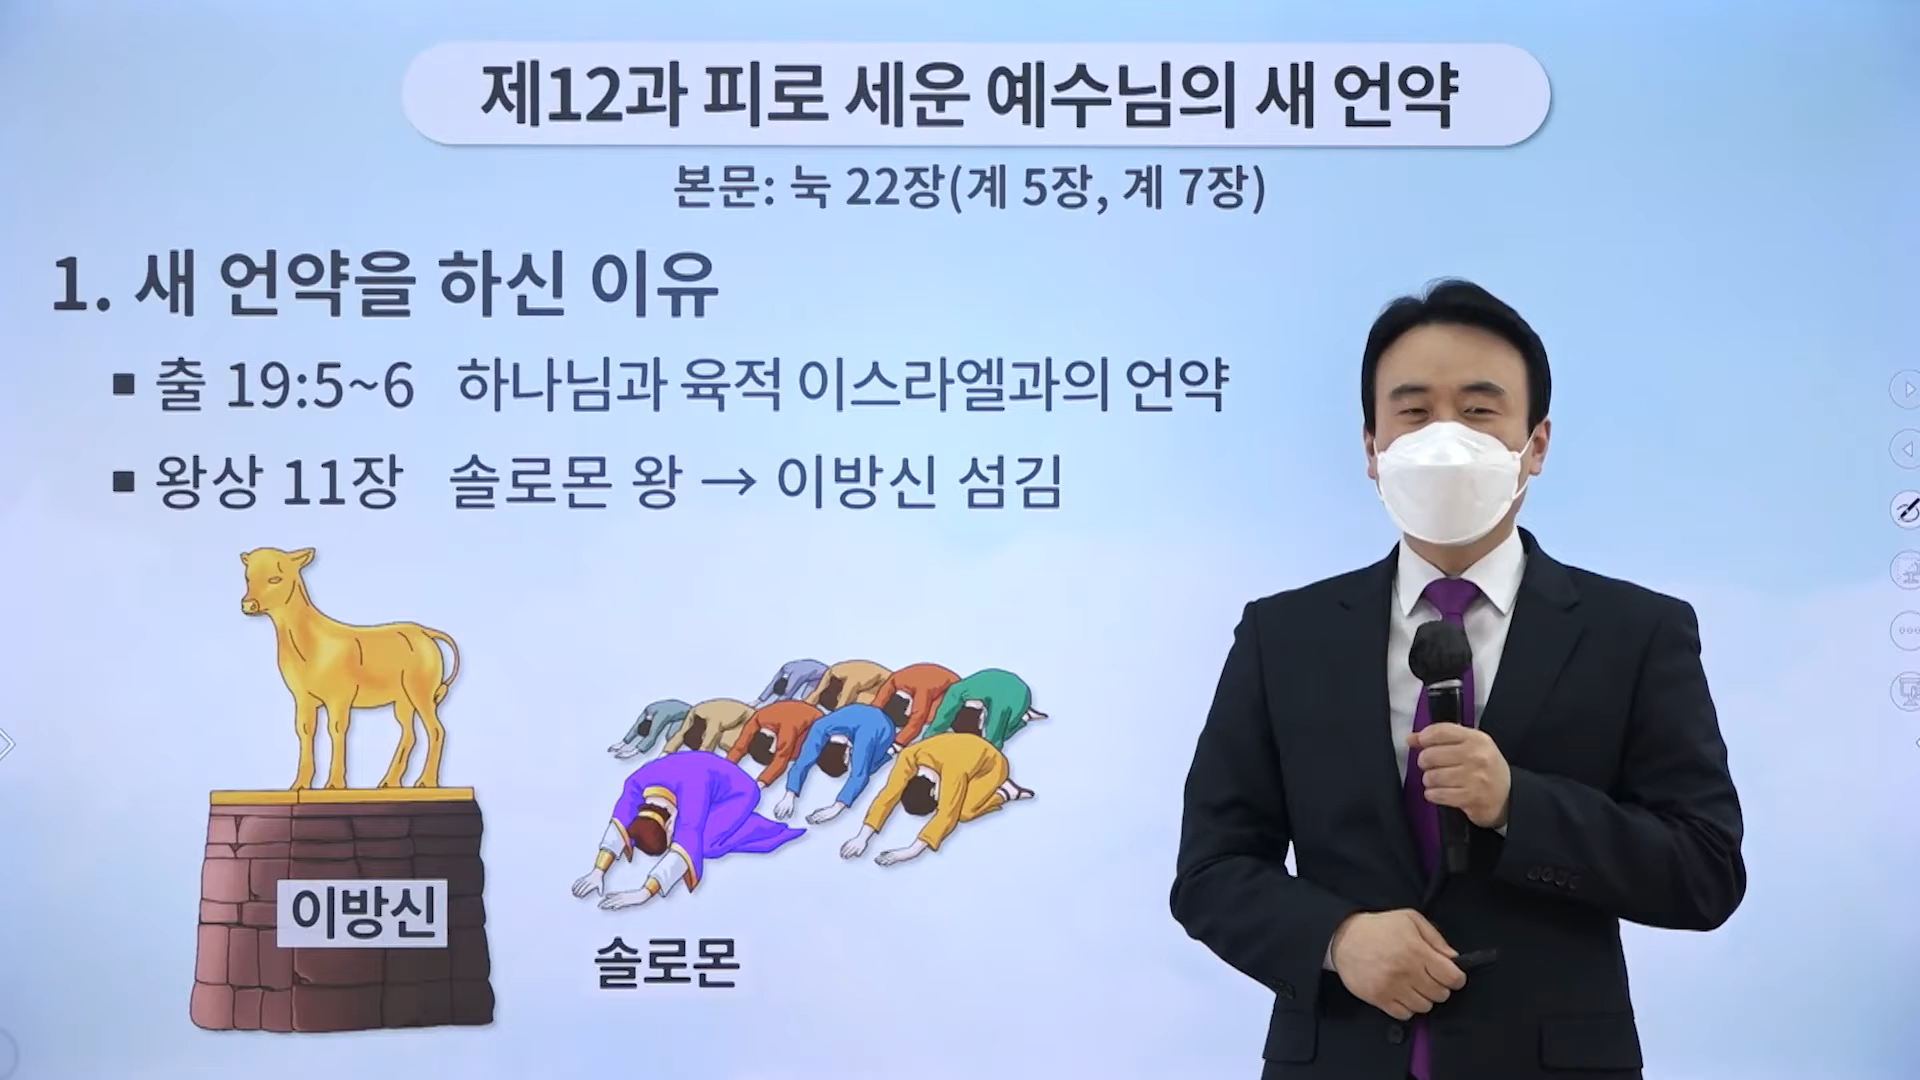 제12과 피로 세운 예수님의 새 언약
본문: 눅 22장(계 5장, 계 7장)
1. 새 언약을 하신 이유
▪ 출 19:5~6 하나님과 육적 이스라엘과의 언약
▪ 왕상 11장 솔로몬 왕 → 이방신 섬김
이방신
솔로몬